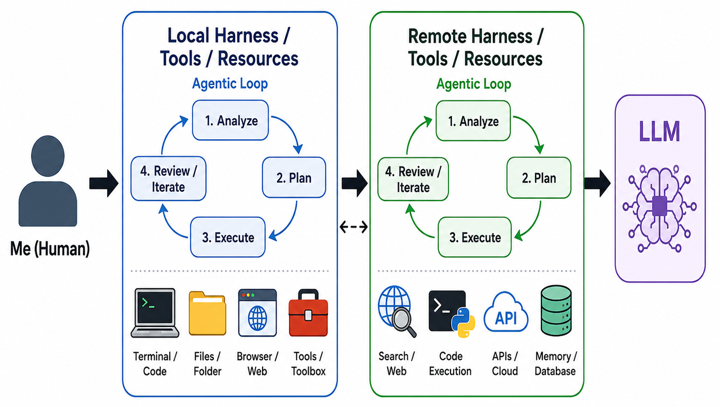 Me (Human)
Local Harness /
Tools / Resources
Agentic Loop
1. Analyze
2. Plan
3. Execute
4. Review /
Iterate
>_
Terminal /
Code
Files /
Folder
Browser /
Web
Tools /
Toolbox
Remote Harness /
Tools / Resources
Agentic Loop
1. Analyze
2. Plan
3. Execute
4. Review /
Iterate
Search /
Web
>_
Code
Execution
API
APIs /
Cloud
Memory /
Database
LLM